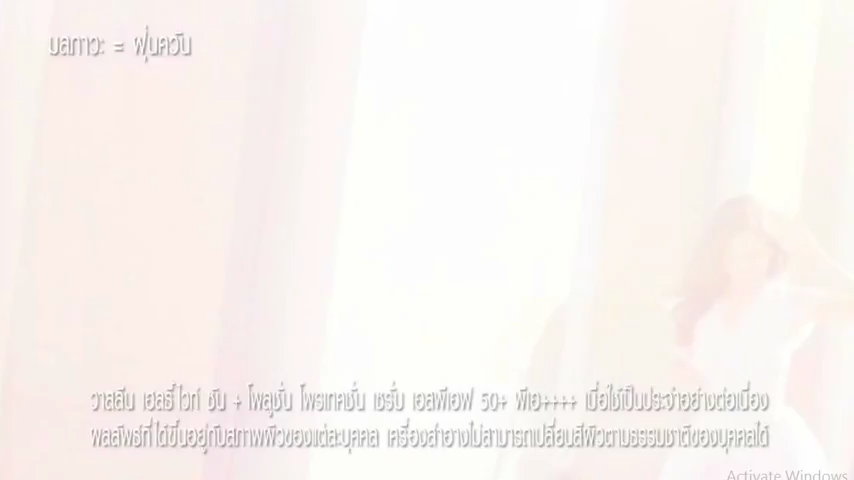 มลภาวะ = ฝุ่นควัน
วาสลีน เฮลธี ไวท์ ซัน + โพลูชั่น โพรเทคชั่น เซรั่ม เอสพีเอฟ 50+ พีเอ++++ เมื่อใช้เป็นประจำอย่างต่อเนื่อง
ผลลัพธ์ที่ได้ขึ้นอยู่กับสภาพผิวของแต่ละบุคคล เครื่องสำอางไม่สามารถเปลี่ยนสีผิวตามธรรมชาติของบุคคลได้
Activate Windows